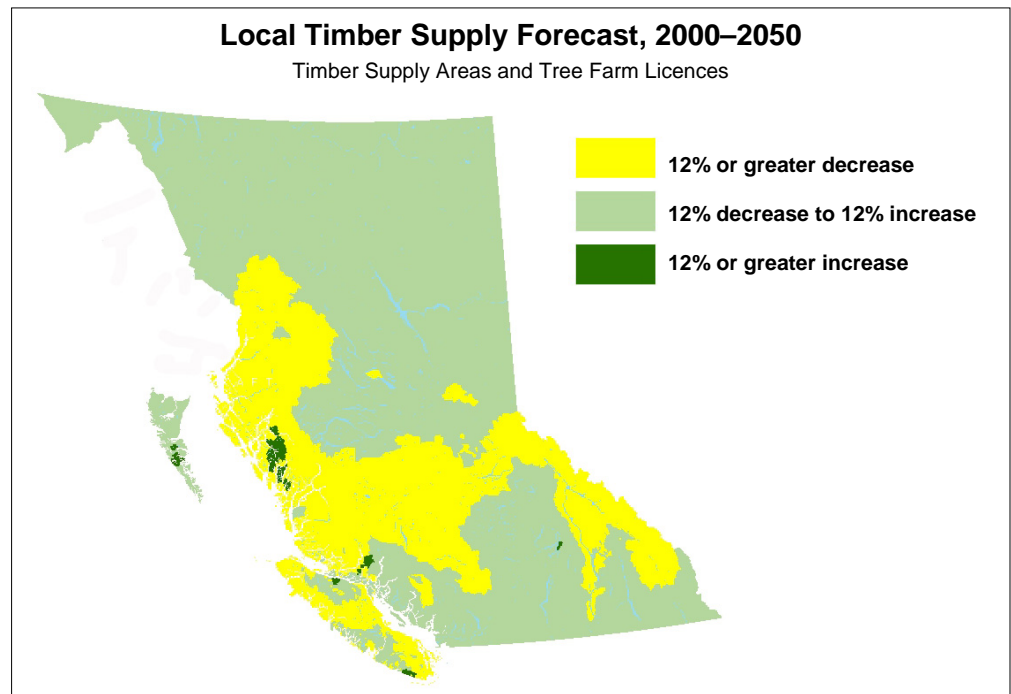 Local Timber Supply Forecast, 2000–2050
Timber Supply Areas and Tree Farm Licences
12% or greater decrease
12% decrease to 12% increase
12% or greater increase